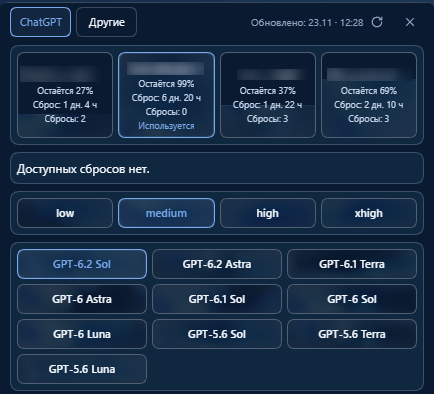 ChatGPT
Другие
Обновлено: 23.11 · 12:28
Остаётся 27%
Сброс: 1 дн. 4 ч
Сбросы: 2
Остаётся 99%
Сброс: 6 дн. 20 ч
Сбросы: 0
Используется
Остаётся 37%
Сброс: 1 дн. 22 ч
Сбросы: 3
Остаётся 69%
Сброс: 2 дн. 10 ч
Сбросы: 3
Доступных сбросов нет.
low
medium
high
xhigh
GPT-6.2 Sol
GPT-6.2 Astra
GPT-6.1 Terra
GPT-6 Astra
GPT-6.1 Sol
GPT-6 Sol
GPT-6 Luna
GPT-5.6 Sol
GPT-5.6 Terra
GPT-5.6 Luna